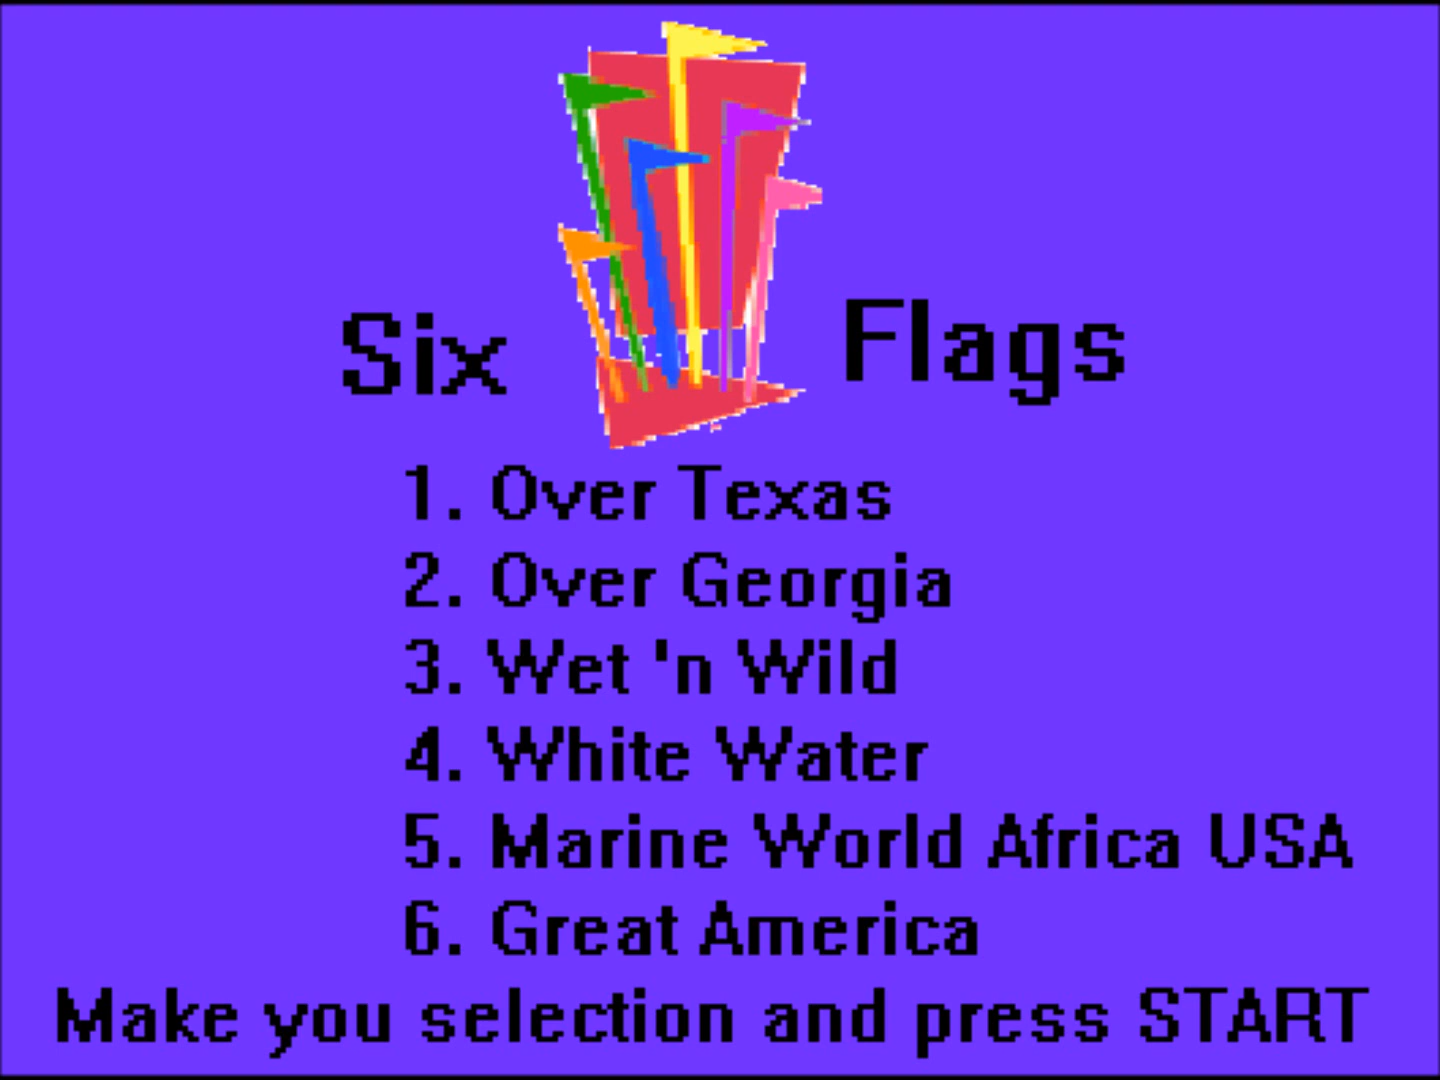 Six Flags
1. Over Texas
2. Over Georgia
3. Wet 'n Wild
4. White Water
5. Marine World Africa USA
6. Great America
Make you selection and press START